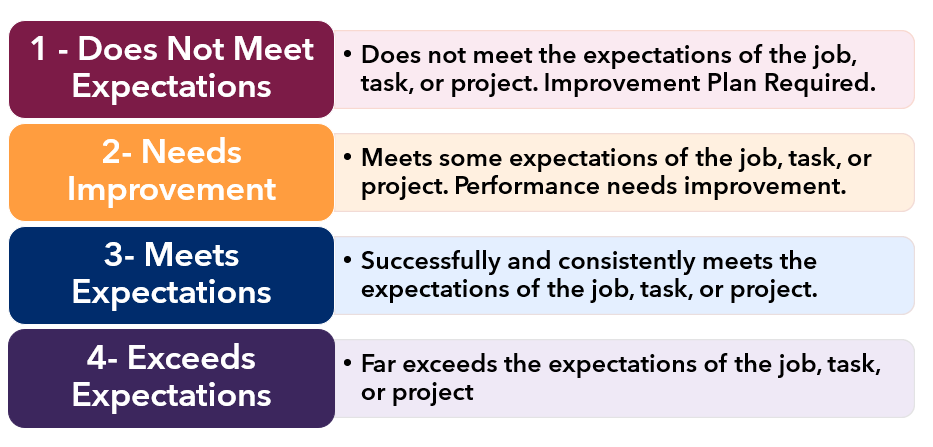 1 - Does Not Meet
Expectations
• Does not meet the expectations of the job,
task, or project. Improvement Plan Required.
2- Needs
Improvement
• Meets some expectations of the job, task, or
project. Performance needs improvement.
3- Meets
Expectations
• Successfully and consistently meets the
expectations of the job, task, or project.
4- Exceeds
Expectations
• Far exceeds the expectations of the job, task,
or project